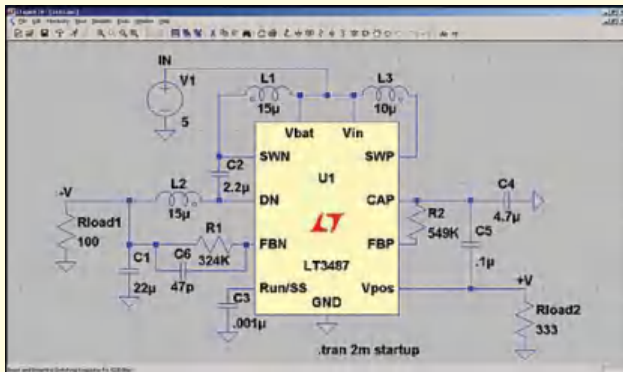 IN
V1
5
L1
15µ
L3
10µ
Vbat
Vin
SWN
SWP
C2
2.2µ
U1
-V
L2
15µ
DN
CAP
C4
4.7µ
Rload1
100
R1
324K
R2
549K
C5
.1µ
FBN
FBP
C1
22µ
C6
47p
LT3487
Run/SS
Vpos
+V
C3
.001µ
GND
Rload2
333
.tran 2m startup